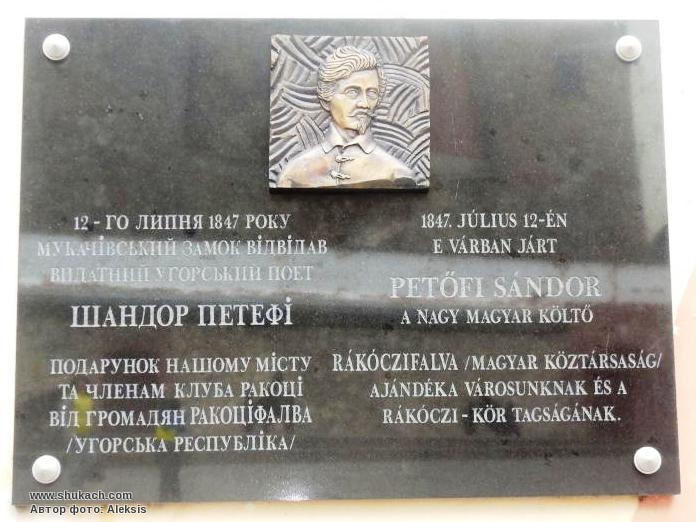 12 - ГО ЛИПНЯ 1847 РОКУ
МУКАЧІВСЬКИЙ ЗАМОК ВІДВІДАВ
ВИДАТНИЙ УГОРСЬКИЙ ПОЕТ
ШАНДОР ПЕТЕФІ
ПОДАРУНОК НАШОМУ МІСТУ
ТА ЧЛЕНАМ КЛУБА РАКОЦІ
ВІД ГРОМАДЯН РАКОЦІФАЛВА
/УГОРСЬКА РЕСПУБЛІКА/
1847. JÚLIUS 12-ÉN
E VÁRBAN JÁRT
PETŐFI SÁNDOR
A NAGY MAGYAR KÖLTŐ
RÁKÓCZIFALVA /MAGYAR KÖZTÁRSASÁG/
AJÁNDÉKA VÁROSUNKNAK ÉS A
RÁKÓCZI - KÖR TAGSÁGÁNAK.
www.shukach.com
Автор фото: Aleksis